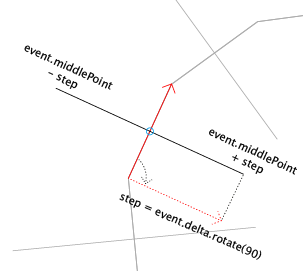 event.middlePoint
– step
event.middlePoint
+ step
step = event.delta.rotate(90)